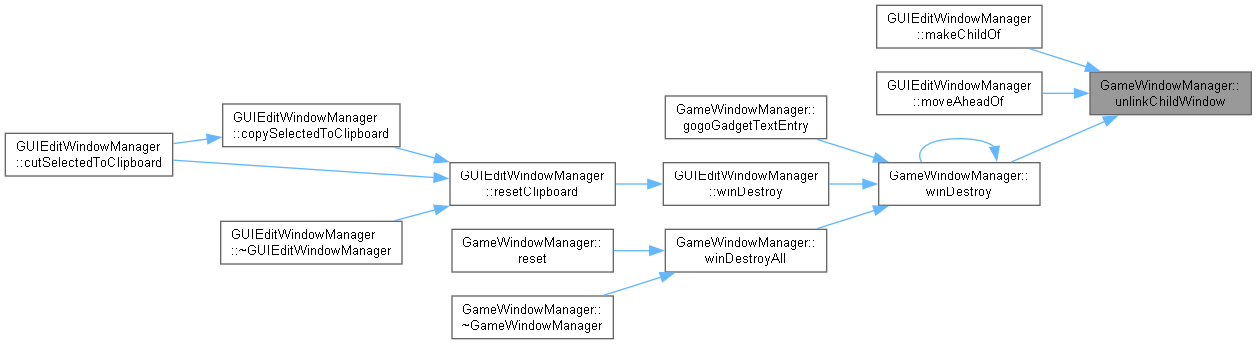 GUIEditWindowManager
::makeChildOf
GameWindowManager::
unlinkChildWindow
GUIEditWindowManager
::moveAheadOf
GameWindowManager::
gogoGadgetTextEntry
GUIEditWindowManager
::copySelectedToClipboard
GUIEditWindowManager
::cutSelectedToClipboard
GUIEditWindowManager
::resetClipboard
GUIEditWindowManager
::winDestroy
GameWindowManager::
winDestroy
GUIEditWindowManager
::~GUIEditWindowManager
GameWindowManager::
reset
GameWindowManager::
winDestroyAll
GameWindowManager::
~GameWindowManager